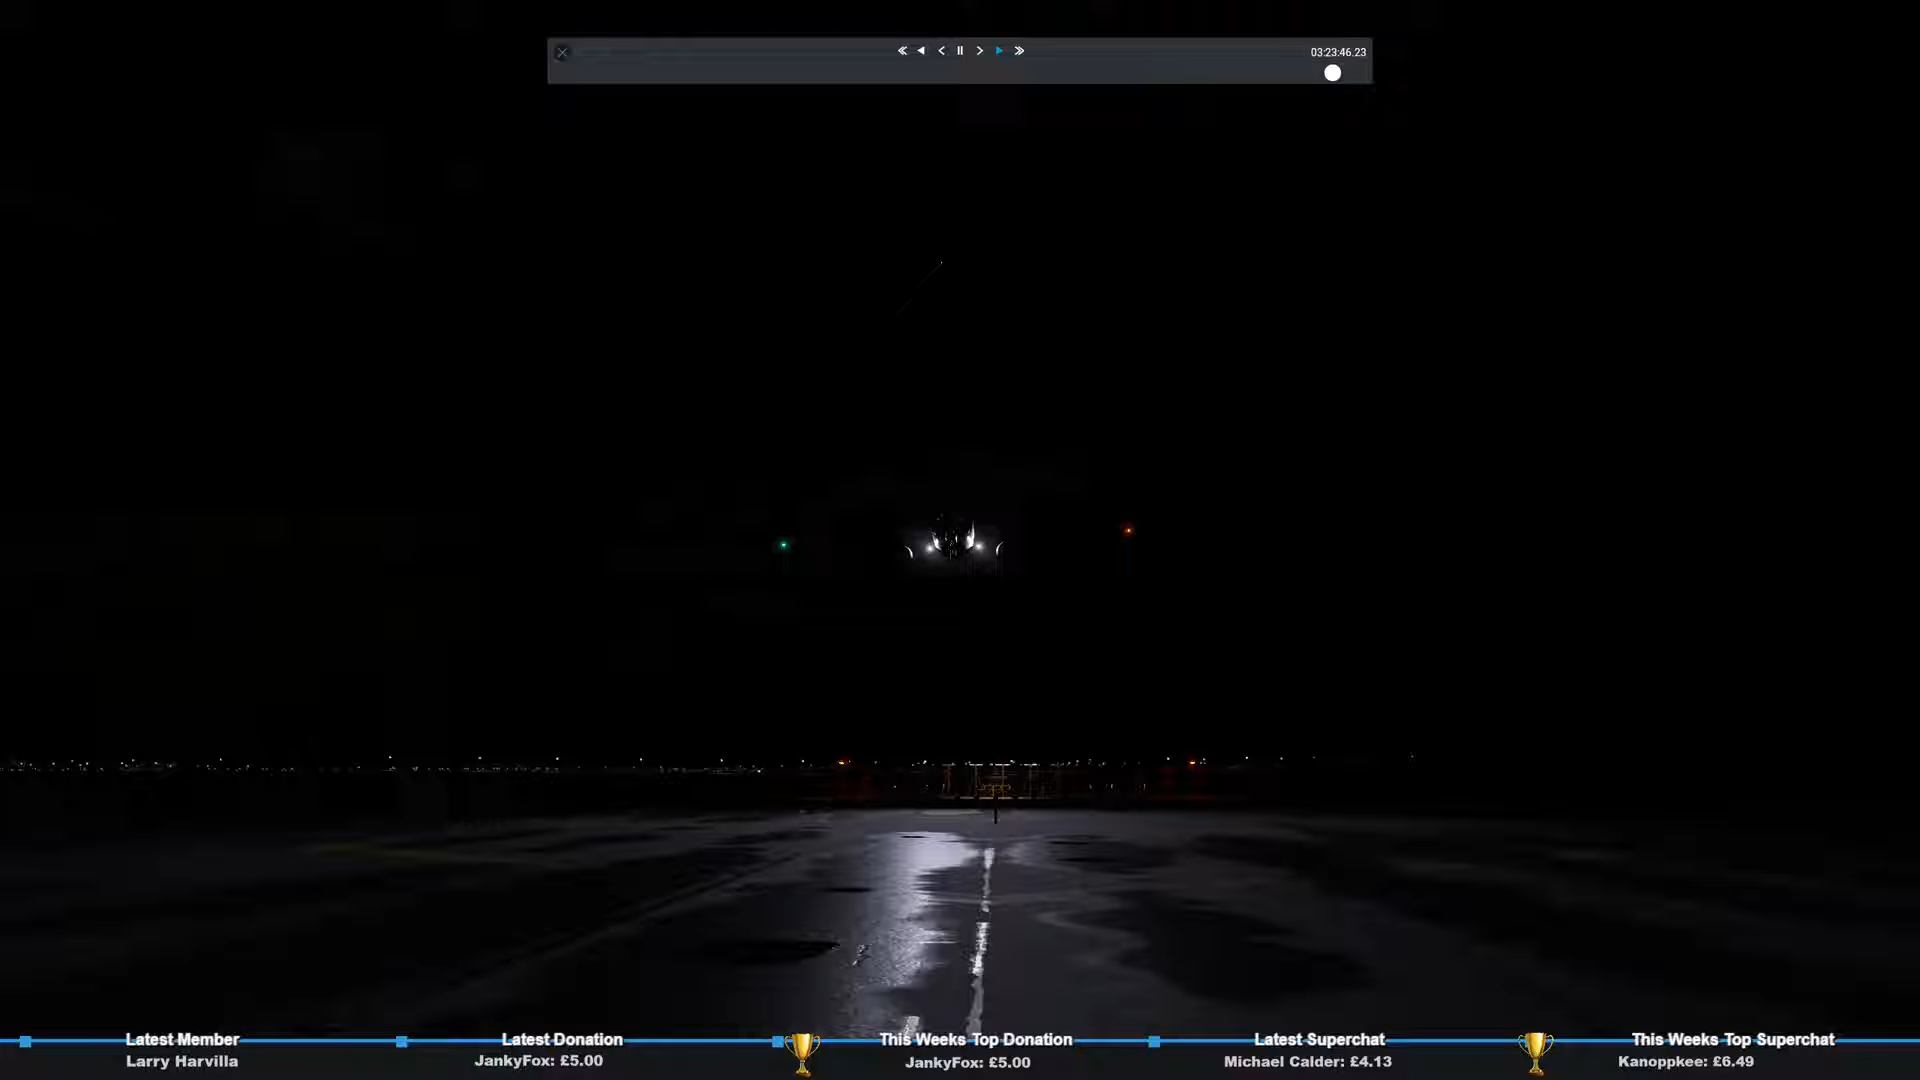 03:23:46.23
Latest Member
Larry Harvilla
Latest Donation
JankyFox: £5.00
This Weeks Top Donation
JankyFox: £5.00
Latest Superchat
Michael Calder: £4.13
This Weeks Top Superchat
Kanoppkee: £6.49